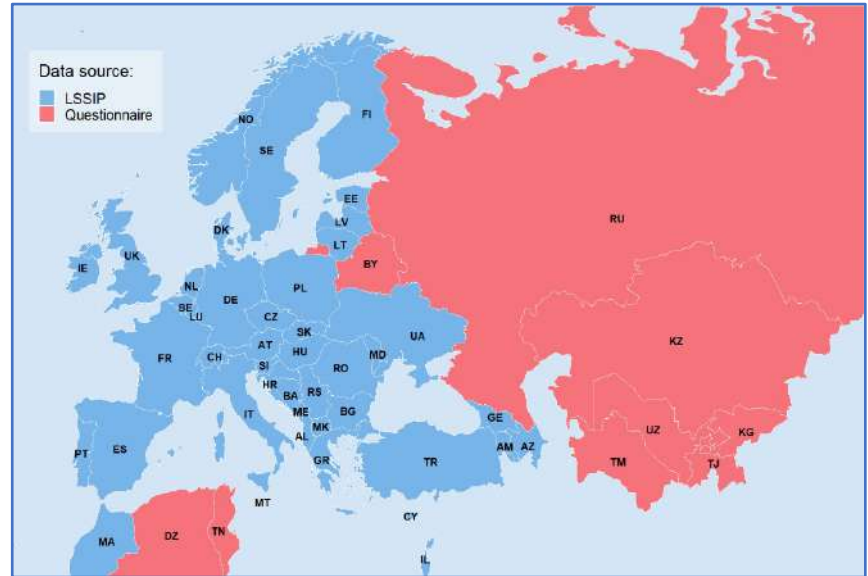 Data source:
LSSIP
Questionnaire
NO
FI
SE
EE
LV
RU
DK
LT
IE
UK
BY
NL
PL
BE
DE
LU
CZ
SK
UA
KZ
AT
FR
CH
HU
MD
SI
RO
HR
BA
RS
IT
ME
BG
GE
UZ
KG
MK
AL
AM
AZ
PT
ES
GR
TR
TM
TJ
MT
CY
DZ
TN
MA
IL